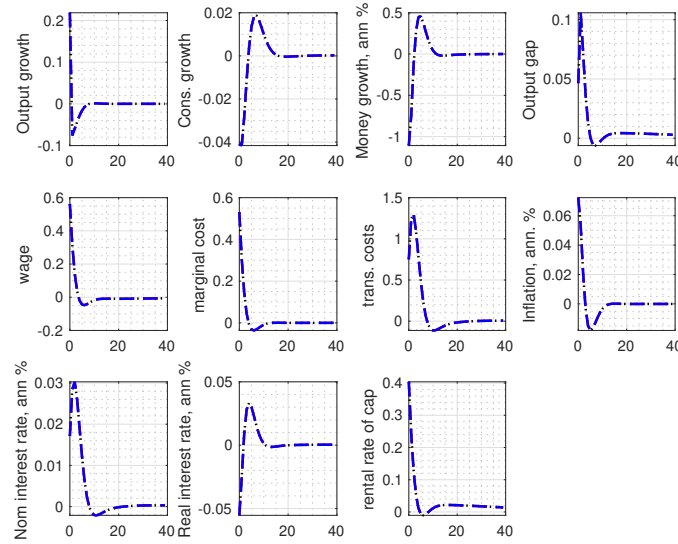 Output growth
0.2
0.1
0
-0.1
0 20 40
Cons. growth
0.02
0
-0.02
-0.04
0 20 40
Money growth, ann %
0.5
0
-0.5
-1
0 20 40
Output gap
0.1
0.05
0
0 20 40
wage
0.6
0.4
0.2
0
-0.2
0 20 40
marginal cost
0.6
0.4
0.2
0
0 20 40
trans. costs
1.5
1
0.5
0
0 20 40
Inflation, ann. %
0.06
0.04
0.02
0
0 20 40
Nom interest rate, ann %
0.03
0.02
0.01
0
0 20 40
Real interest rate, ann %
0.05
0
-0.05
0 20 40
rental rate of cap
0.4
0.3
0.2
0.1
0
0 20 40